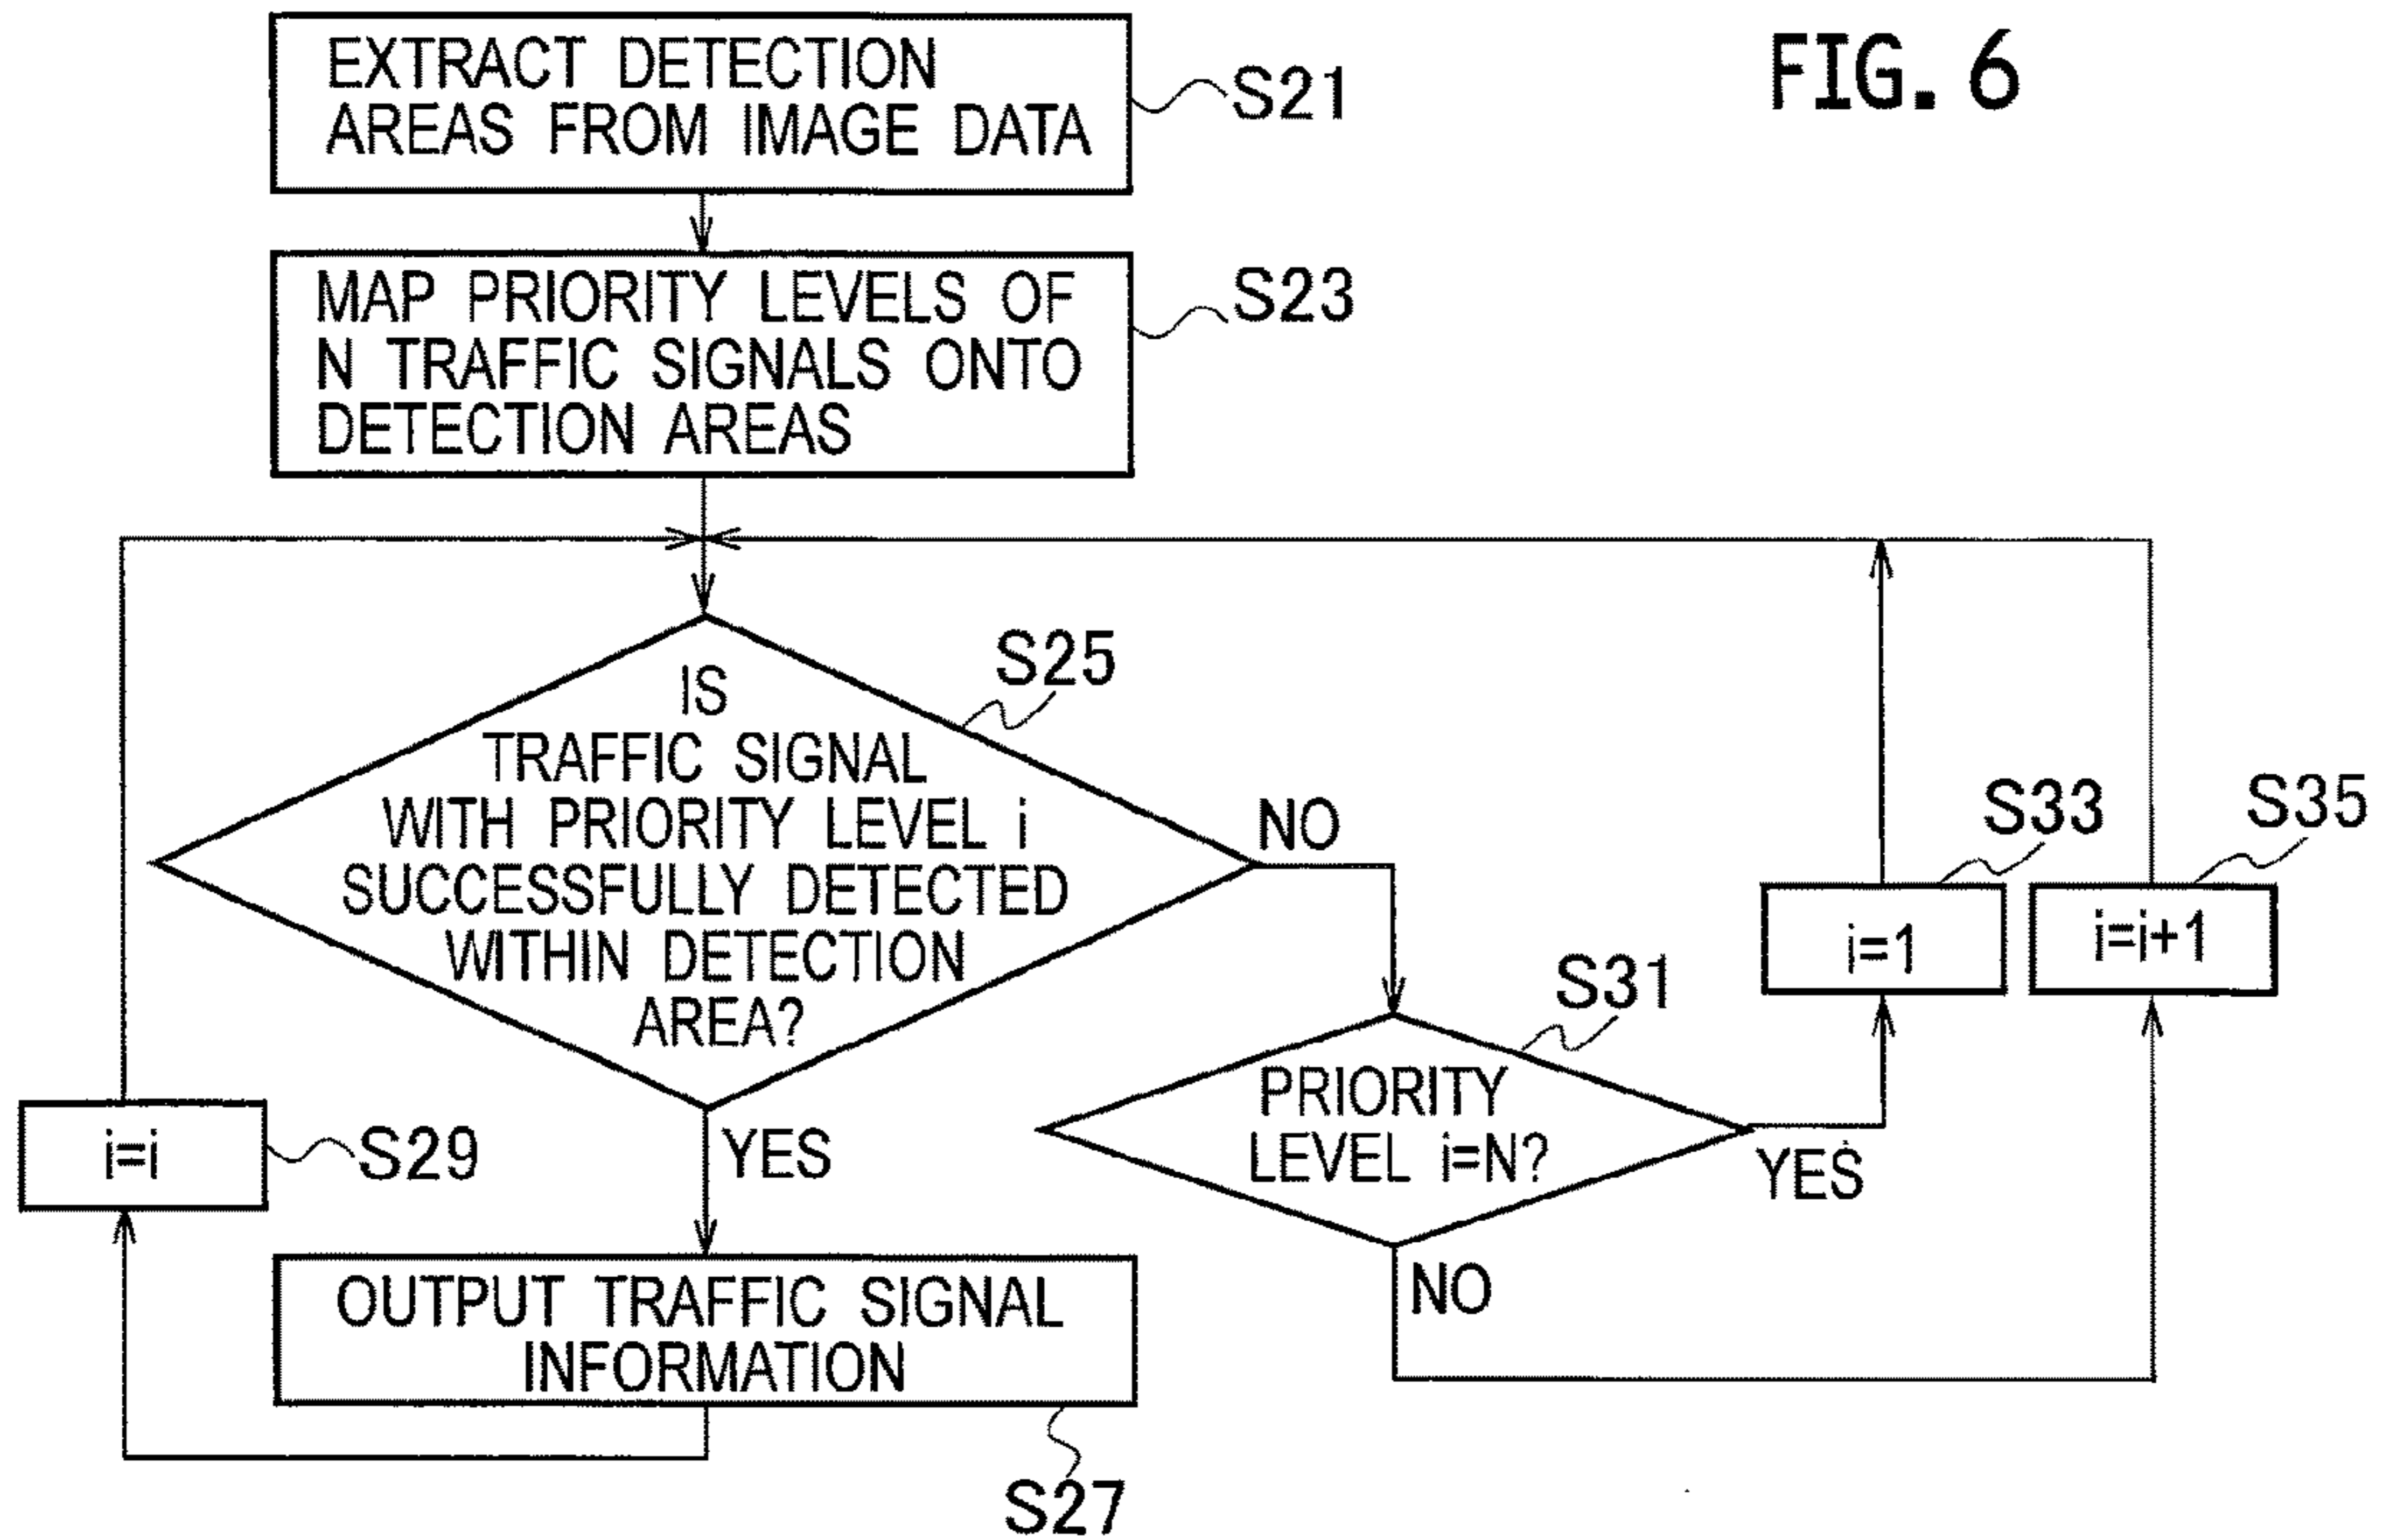 FIG. 6
EXTRACT DETECTION
AREAS FROM IMAGE DATA
S21
MAP PRIORITY LEVELS OF
N TRAFFIC SIGNALS ONTO
DETECTION AREAS
S23
IS
TRAFFIC SIGNAL
WITH PRIORITY LEVEL i
SUCCESSFULLY DETECTED
WITHIN DETECTION
AREA?
S25
NO
YES
i=i
S29
OUTPUT TRAFFIC SIGNAL
INFORMATION
S27
PRIORITY
LEVEL i=N?
S31
YES
NO
i=1
S33
i=i+1
S35